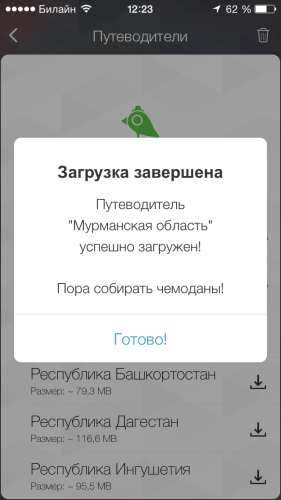 Билайн 12:23 62 %
Путеводители
Загрузка завершена
Путеводитель
"Мурманская область"
успешно загружен!
Пора собирать чемоданы!
Готово!
Республика Башкортостан
Размер: ~ 79,3 MB
Республика Дагестан
Размер: ~ 116,6 MB
Республика Ингушетия
Размер: ~ 95,5 MB